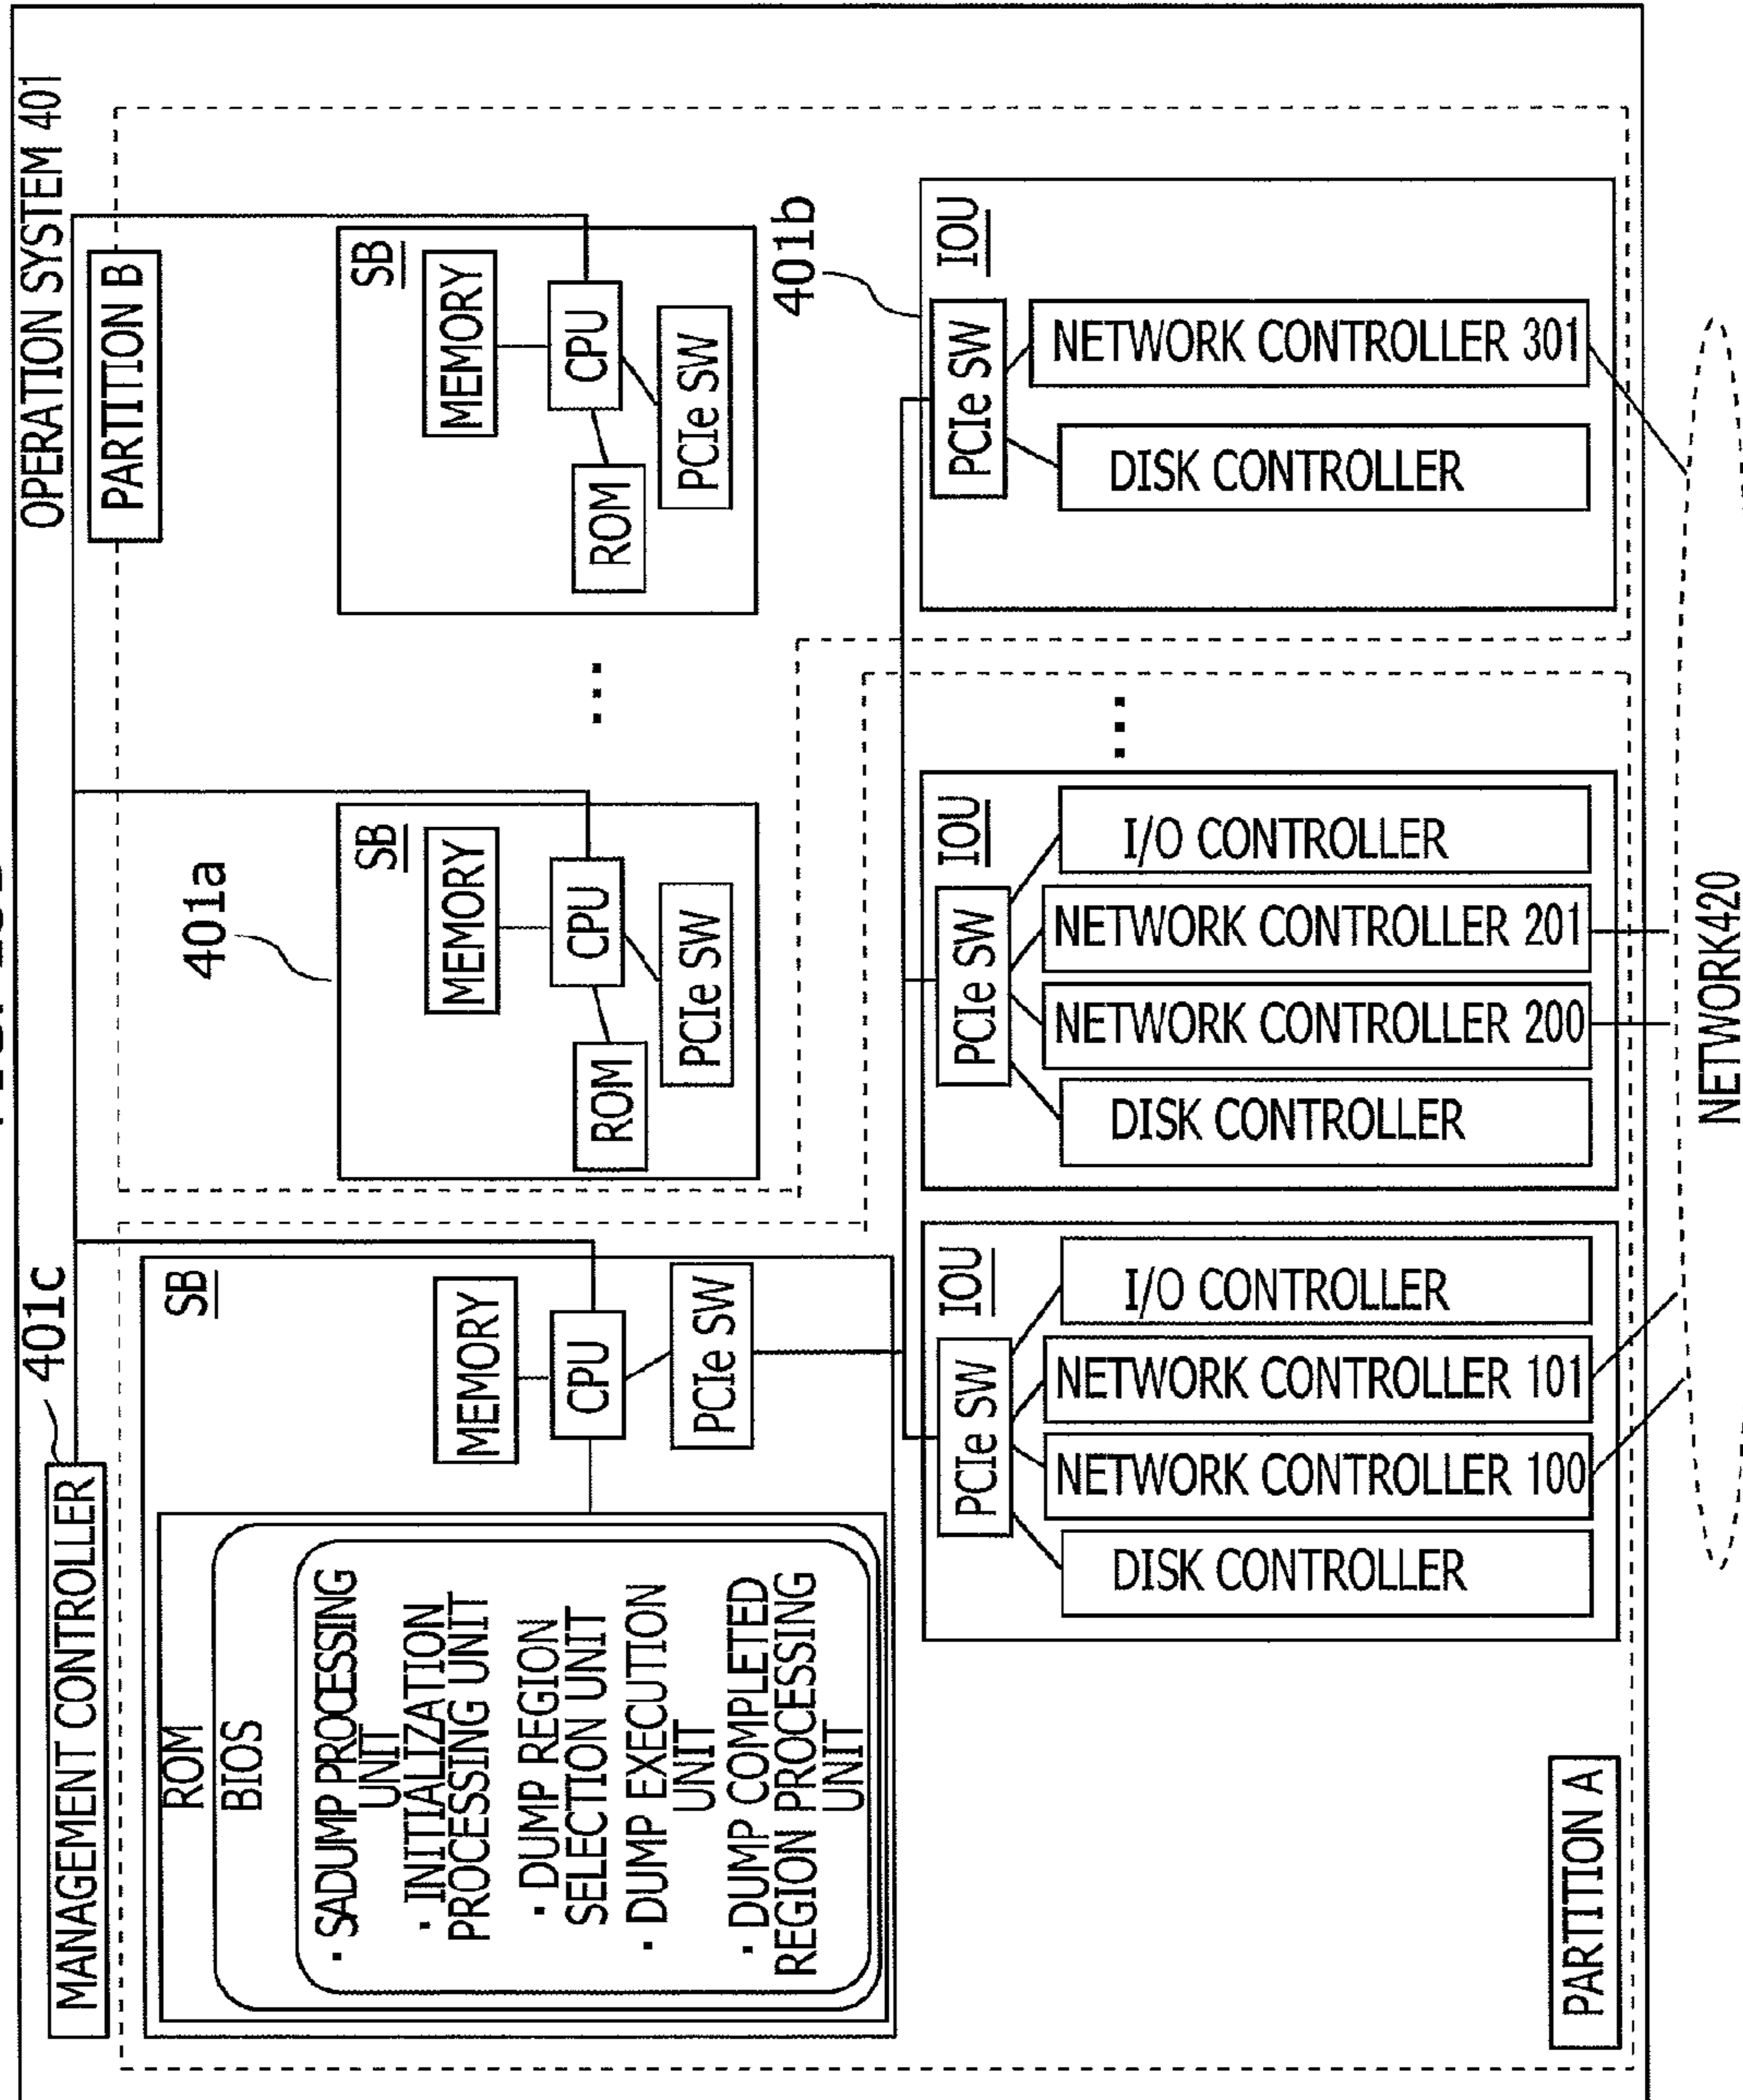 OPERATION SYSTEM 401
MANAGEMENT CONTROLLER
401c
PARTITION B
ROM
BIOS
· SADUMP PROCESSING
UNIT
· INITIALIZATION
PROCESSING UNIT
· DUMP REGION
SELECTION UNIT
· DUMP EXECUTION
UNIT
· DUMP COMPLETED
REGION PROCESSING
UNIT
SB
MEMORY
CPU
PCIe SW
401a
SB
MEMORY
CPU
ROM
PCIe SW
...
SB
MEMORY
CPU
ROM
PCIe SW
401b
IOU
PCIe SW
DISK CONTROLLER
NETWORK CONTROLLER 100
NETWORK CONTROLLER 101
I/O CONTROLLER
IOU
PCIe SW
DISK CONTROLLER
NETWORK CONTROLLER 200
NETWORK CONTROLLER 201
I/O CONTROLLER
...
IOU
PCIe SW
DISK CONTROLLER
NETWORK CONTROLLER 301
PARTITION A
NETWORK420